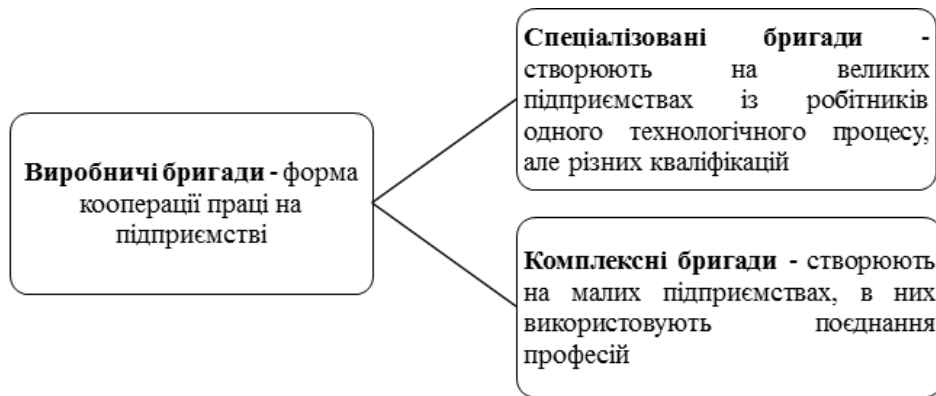 Виробничі бригади - форма
кооперації праці на
підприємстві
Спеціалізовані бригади -
створюють на великих
підприємствах із робітників
одного технологічного процесу,
але різних кваліфікацій
Комплексні бригади - створюють
на малих підприємствах, в них
використовують поєднання
професій